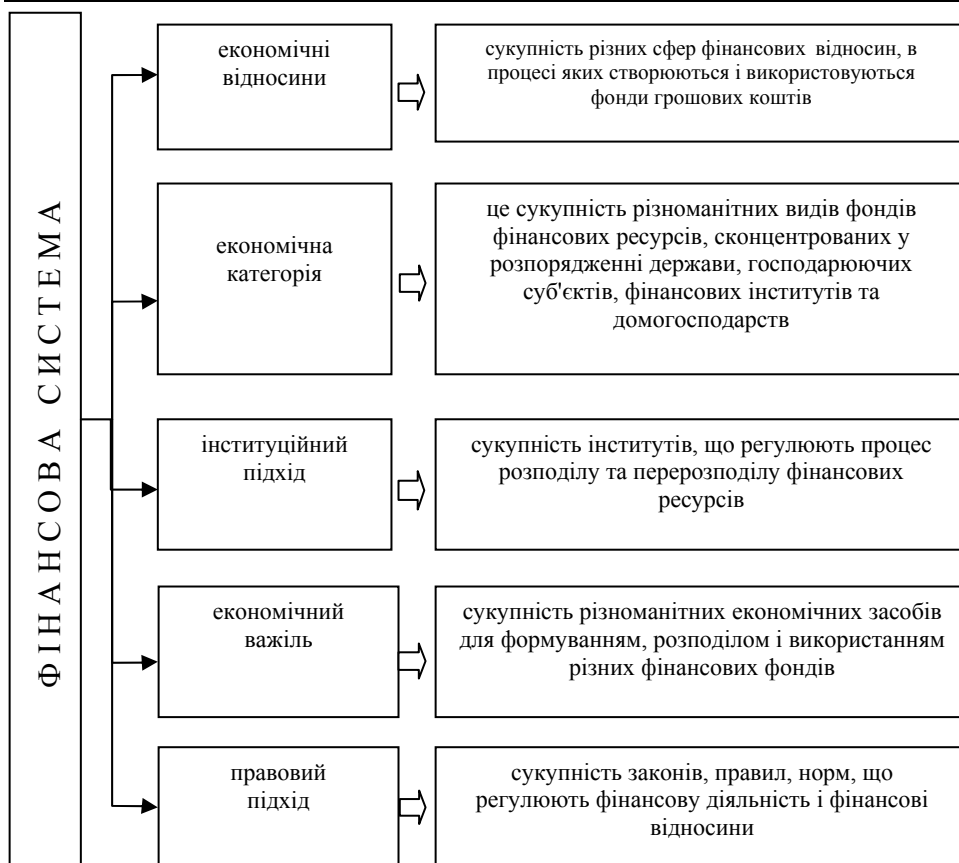 ФІНАНСОВА СИСТЕМА
економічні
відносини
сукупність різних сфер фінансових відносин, в
процесі яких створюються і використовуються
фонди грошових коштів
економічна
категорія
це сукупність різноманітних видів фондів
фінансових ресурсів, сконцентрованих у
розпорядженні держави, господарюючих
суб'єктів, фінансових інститутів та
домогосподарств
інституційний
підхід
сукупність інститутів, що регулюють процес
розподілу та перерозподілу фінансових
ресурсів
економічний
важіль
сукупність різноманітних економічних засобів
для формуванням, розподілом і використанням
різних фінансових фондів
правовий
підхід
сукупність законів, правил, норм, що
регулюють фінансову діяльність і фінансові
відносини